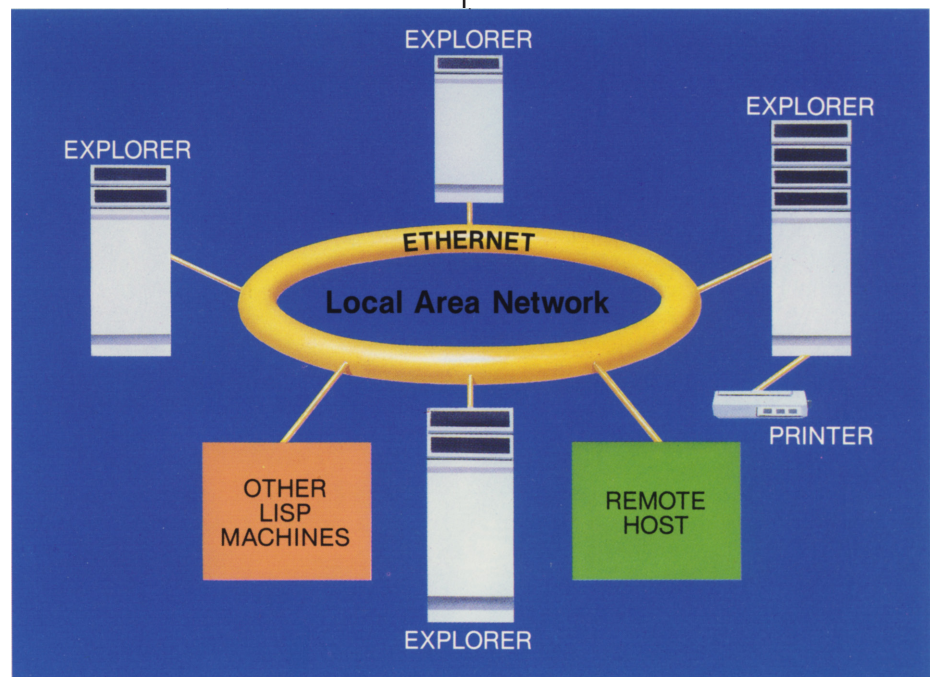 EXPLORER
EXPLORER
EXPLORER
ETHERNET
Local Area Network
PRINTER
OTHER
LISP
MACHINES
REMOTE
HOST
EXPLORER